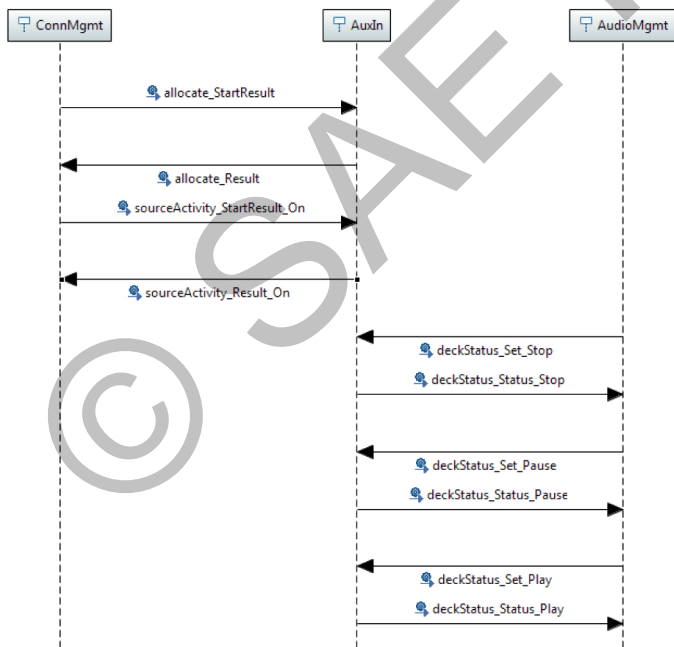 ConnMgmt
AuxIn
AudioMgmt
allocate_StartResult
allocate_Result
sourceActivity_StartResult_On
sourceActivity_Result_On
deckStatus_Set_Stop
deckStatus_Status_Stop
deckStatus_Set_Pause
deckStatus_Status_Pause
deckStatus_Set_Play
deckStatus_Status_Play
© SAE